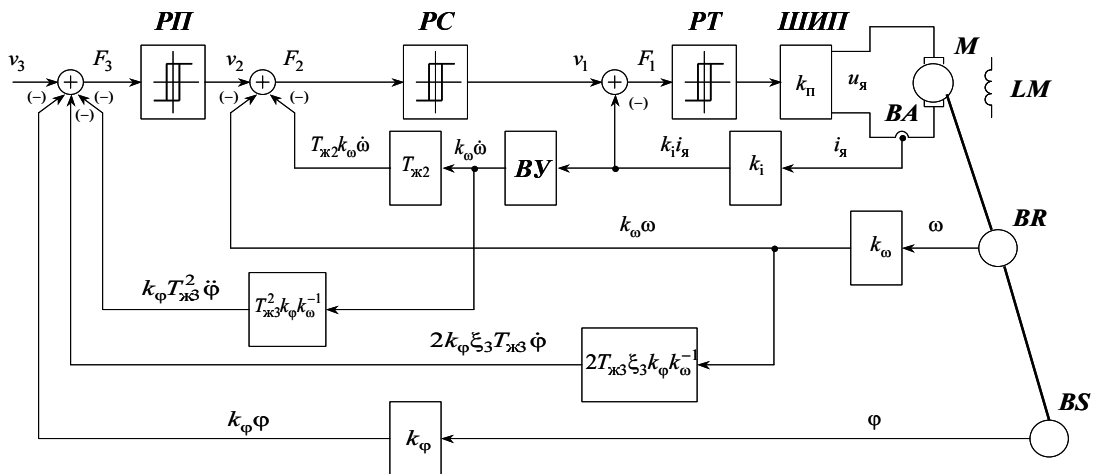 РП РС РТ ШИП
v₃ F₃ v₂ F₂ v₁ F₁ M
(–) (–) (–) (–) (–) (–)
kп uя LM
BA
Tж2kωω̇ kωω̇ kiiя iя
Tж2 ВУ ki
BR
kωω kω ω
kφT²ж3φ̈ T²ж3kφkω⁻¹
2kφξ₃Tж3φ̇ 2Tж3ξ₃kφkω⁻¹
BS
kφφ kφ φ